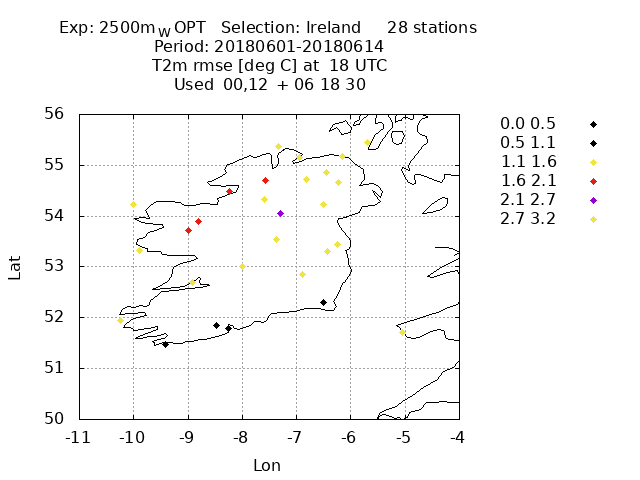 Exp: 2500m_W OPT   Selection: Ireland      28 stations
Period: 20180601-20180614
T2m rmse [deg C] at  18 UTC
Used  00,12  + 06 18 30
56
55
54
53
52
51
50
-11 -10 -9 -8 -7 -6 -5 -4
Lat
Lon
0.0 0.5
0.5 1.1
1.1 1.6
1.6 2.1
2.1 2.7
2.7 3.2